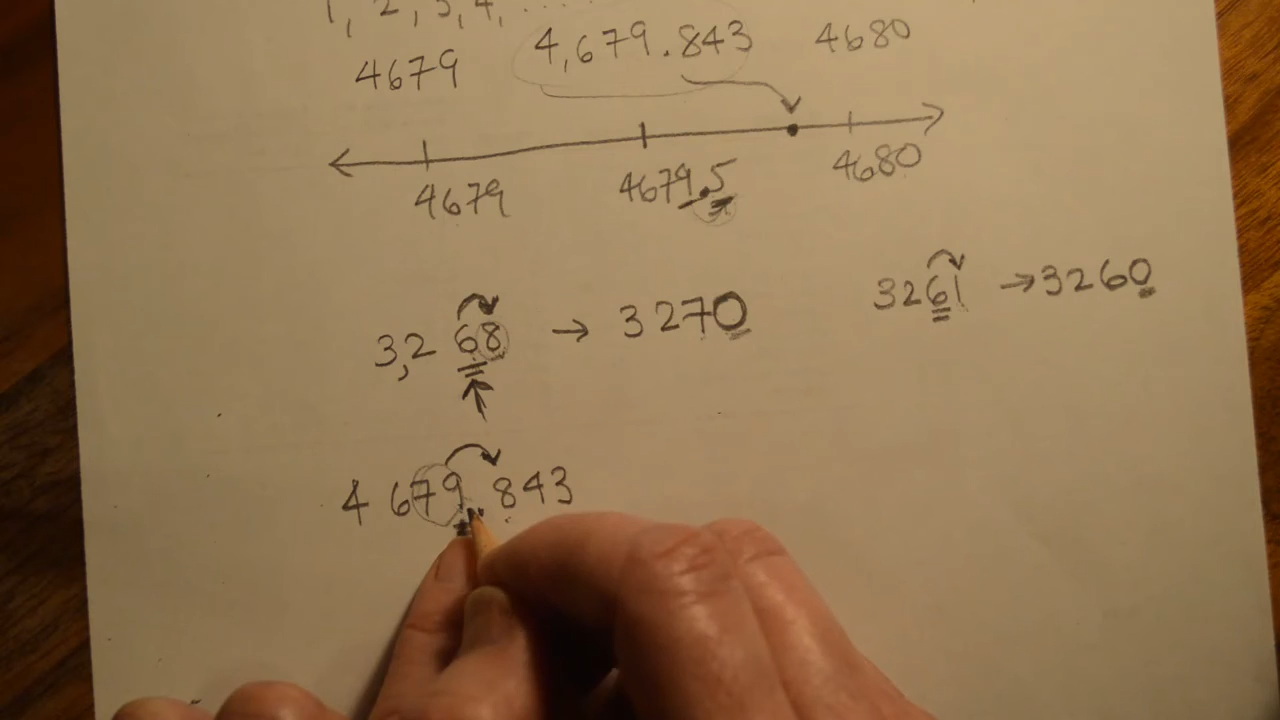 1, 2, 3, 4, .....
4679 4,679.843 4680
4679 4679.5 4680
3,268 → 3270 3261 → 3260
4679.843